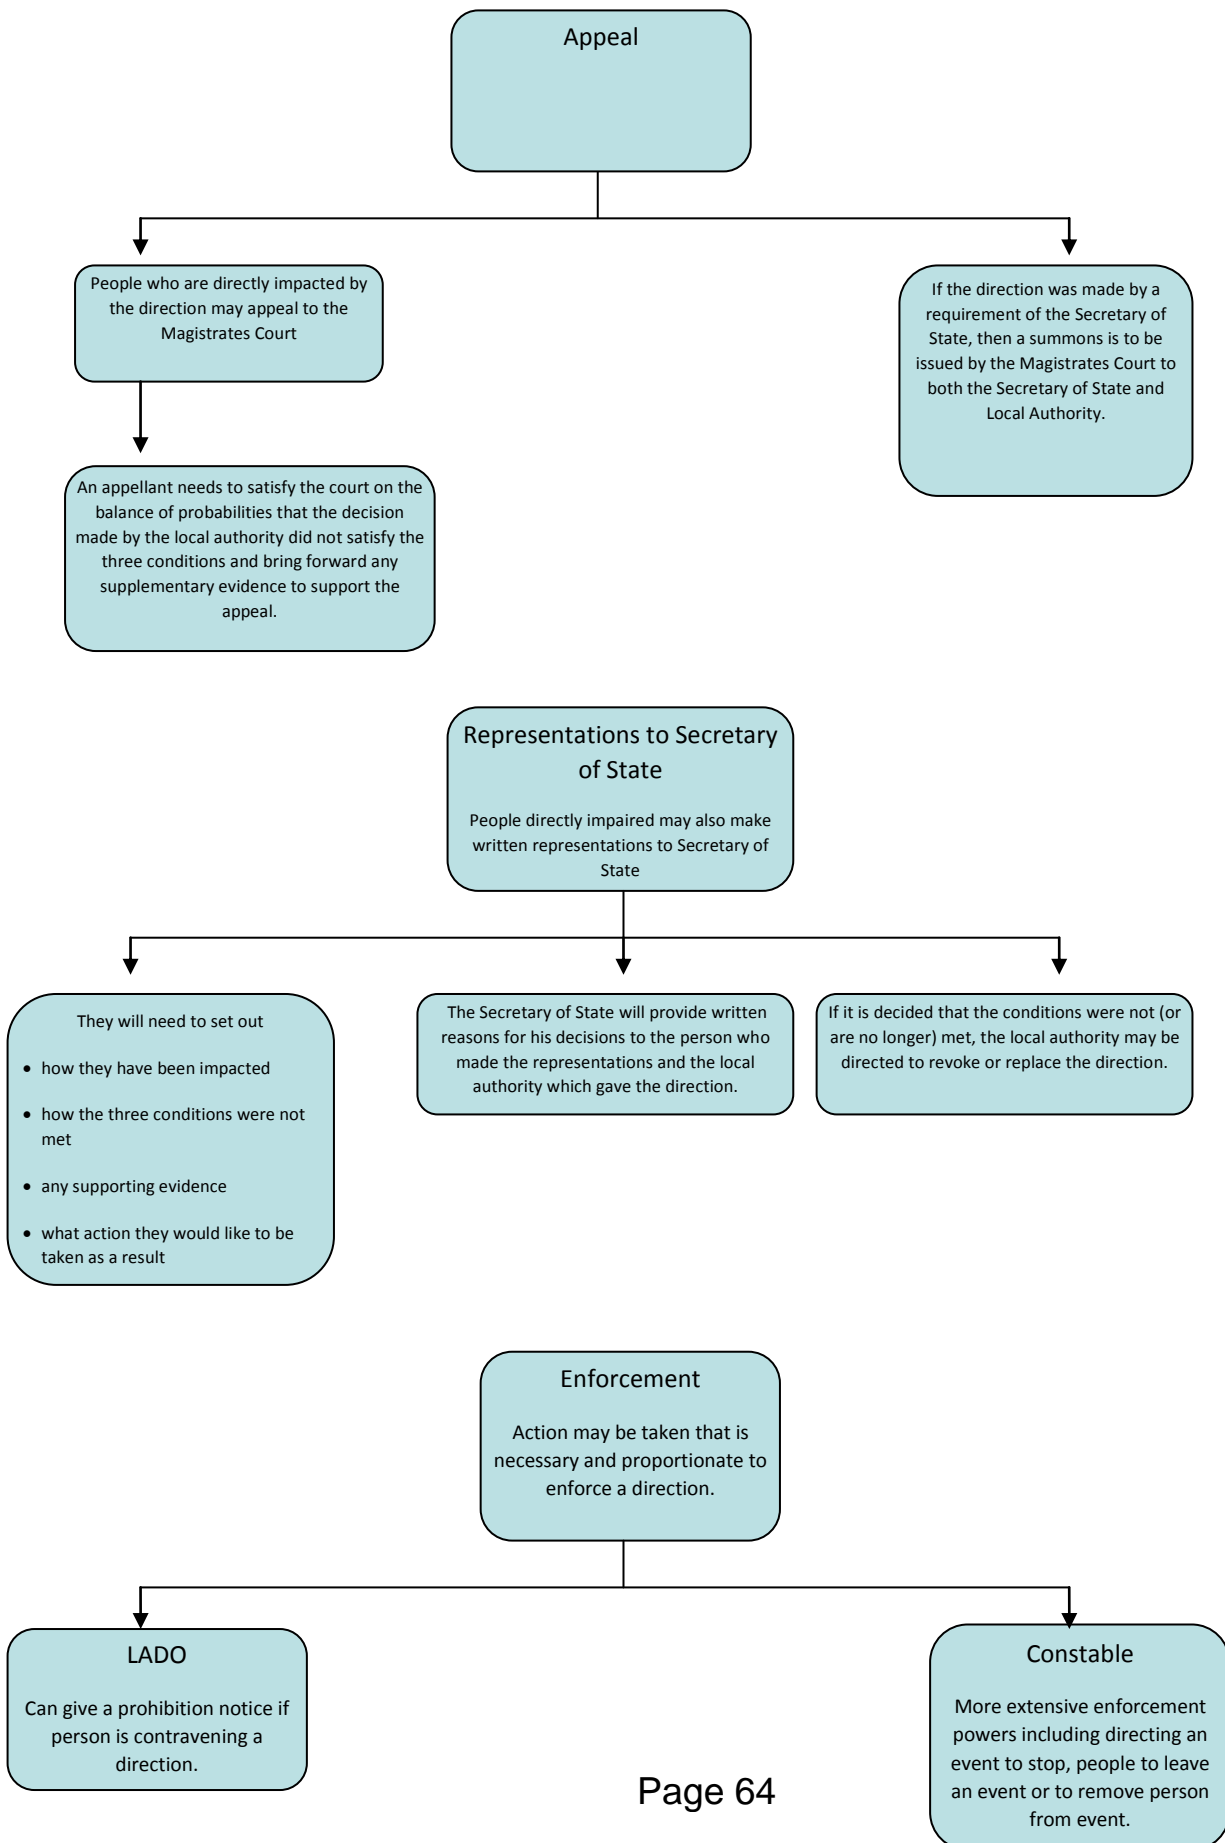 Appeal
People who are directly impacted by
the direction may appeal to the
Magistrates Court
If the direction was made by a
requirement of the Secretary of
State, then a summons is to be
issued by the Magistrates Court to
both the Secretary of State and
Local Authority.
An appellant needs to satisfy the court on the
balance of probabilities that the decision
made by the local authority did not satisfy the
three conditions and bring forward any
supplementary evidence to support the
appeal.
Representations to Secretary
of State
People directly impaired may also make
written representations to Secretary of
State
They will need to set out
• how they have been impacted
• how the three conditions were not
met
• any supporting evidence
• what action they would like to be
taken as a result
The Secretary of State will provide written
reasons for his decisions to the person who
made the representations and the local
authority which gave the direction.
If it is decided that the conditions were not (or
are no longer) met, the local authority may be
directed to revoke or replace the direction.
Enforcement
Action may be taken that is
necessary and proportionate to
enforce a direction.
LADO
Can give a prohibition notice if
person is contravening a
direction.
Constable
More extensive enforcement
powers including directing an
event to stop, people to leave
an event or to remove person
from event.
Page 64